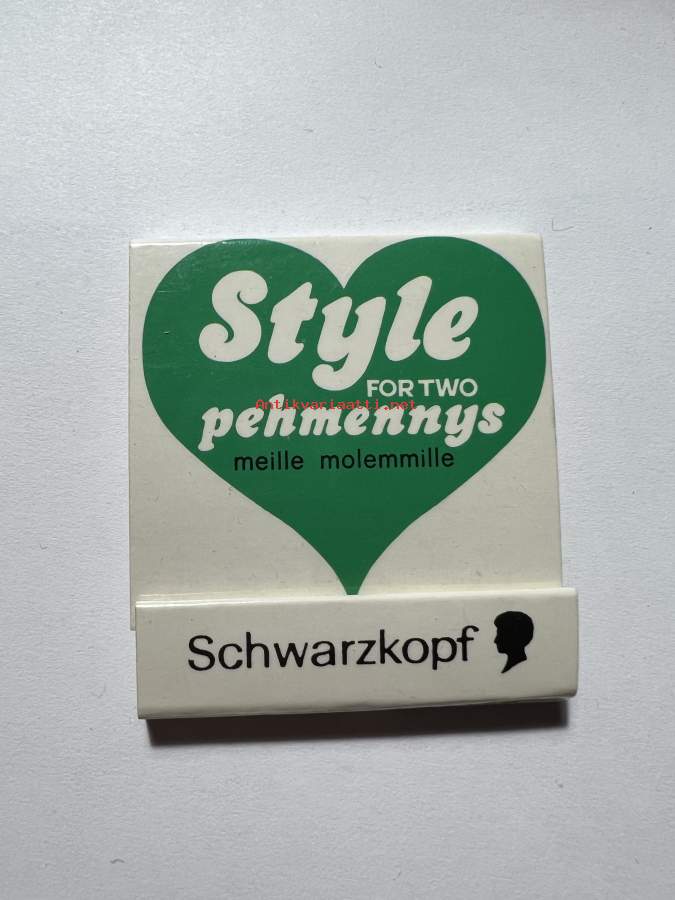 Style
FOR TWO
Antikvariaatti.net
pehmennys
meille molemmille
Schwarzkopf